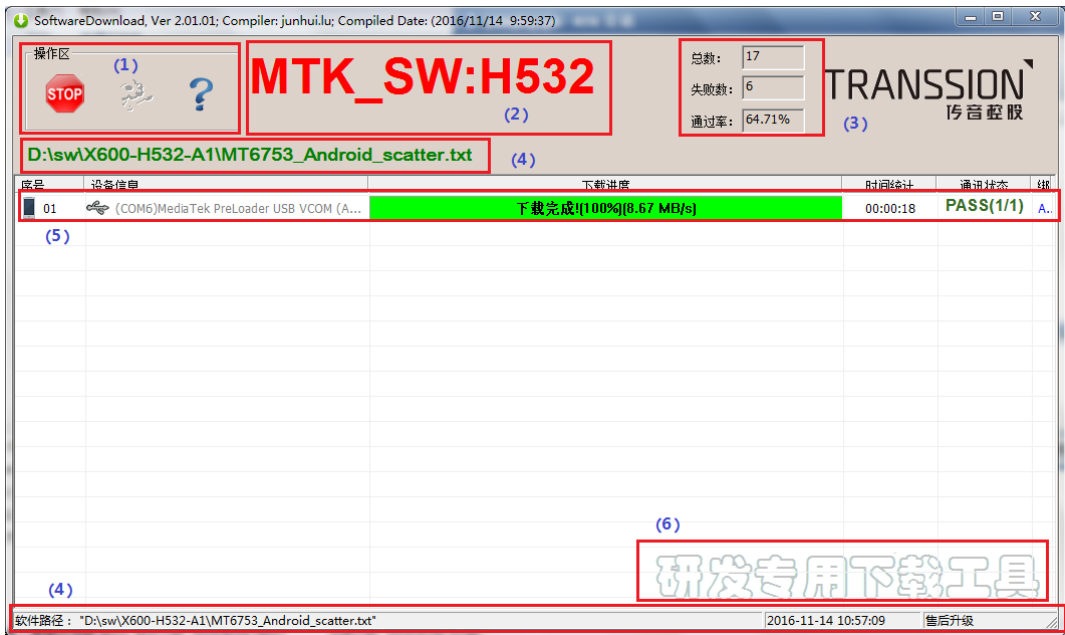 SoftwareDownload, Ver 2.01.01; Compiler: junhui.lu; Compiled Date: (2016/11/14 9:59:37)
操作区
(1)
STOP
?
MTK_SW:H532
(2)
总数: 17
失败数: 6
通过率: 64.71%
(3)
TRANSSION
传音控股
D:\sw\X600-H532-A1\MT6753_Android_scatter.txt
(4)
序号 设备信息 下载进度 时间统计 通讯状态 绑
01 (COM6)MediaTek PreLoader USB VCOM (A... 下载完成![100%][8.67 MB/s] 00:00:18 PASS(1/1) A..
(5)
(6)
研发专用下载工具
(4)
软件路径: "D:\sw\X600-H532-A1\MT6753_Android_scatter.txt" 2016-11-14 10:57:09 售后升级